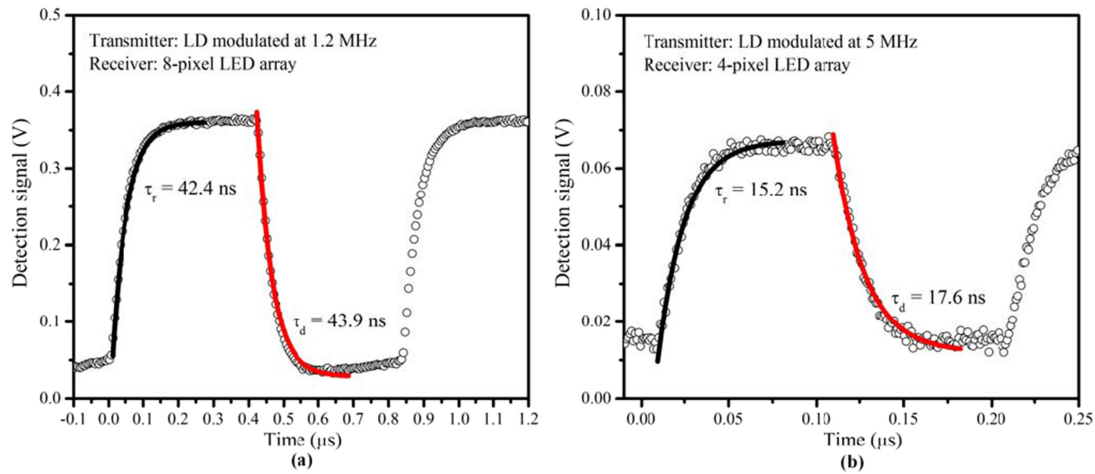 Transmitter: LD modulated at 1.2 MHz
Receiver: 8-pixel LED array
τr = 42.4 ns
τd = 43.9 ns
Detection signal (V)
0.5
0.4
0.3
0.2
0.1
0.0
-0.1 0.0 0.1 0.2 0.3 0.4 0.5 0.6 0.7 0.8 0.9 1.0 1.1 1.2
Time (µs)
(a)
Transmitter: LD modulated at 5 MHz
Receiver: 4-pixel LED array
τr = 15.2 ns
τd = 17.6 ns
Detection signal (V)
0.10
0.08
0.06
0.04
0.02
0.00
0.00 0.05 0.10 0.15 0.20 0.25
Time (µs)
(b)